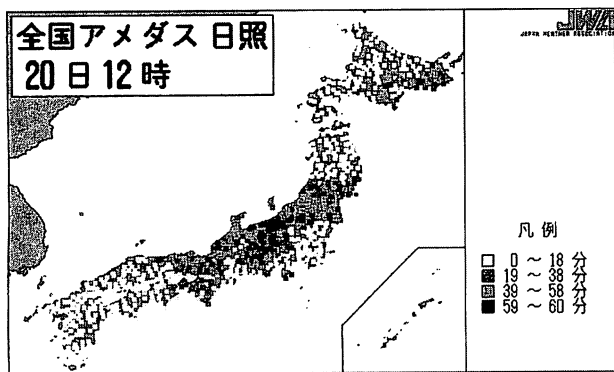 全国アメダス 日照
20日12時
JWA
JAPAN WEATHER ASSOCIATION
凡例
0 ～ 18 分
19 ～ 38 分
39 ～ 58 分
59 ～ 60 分